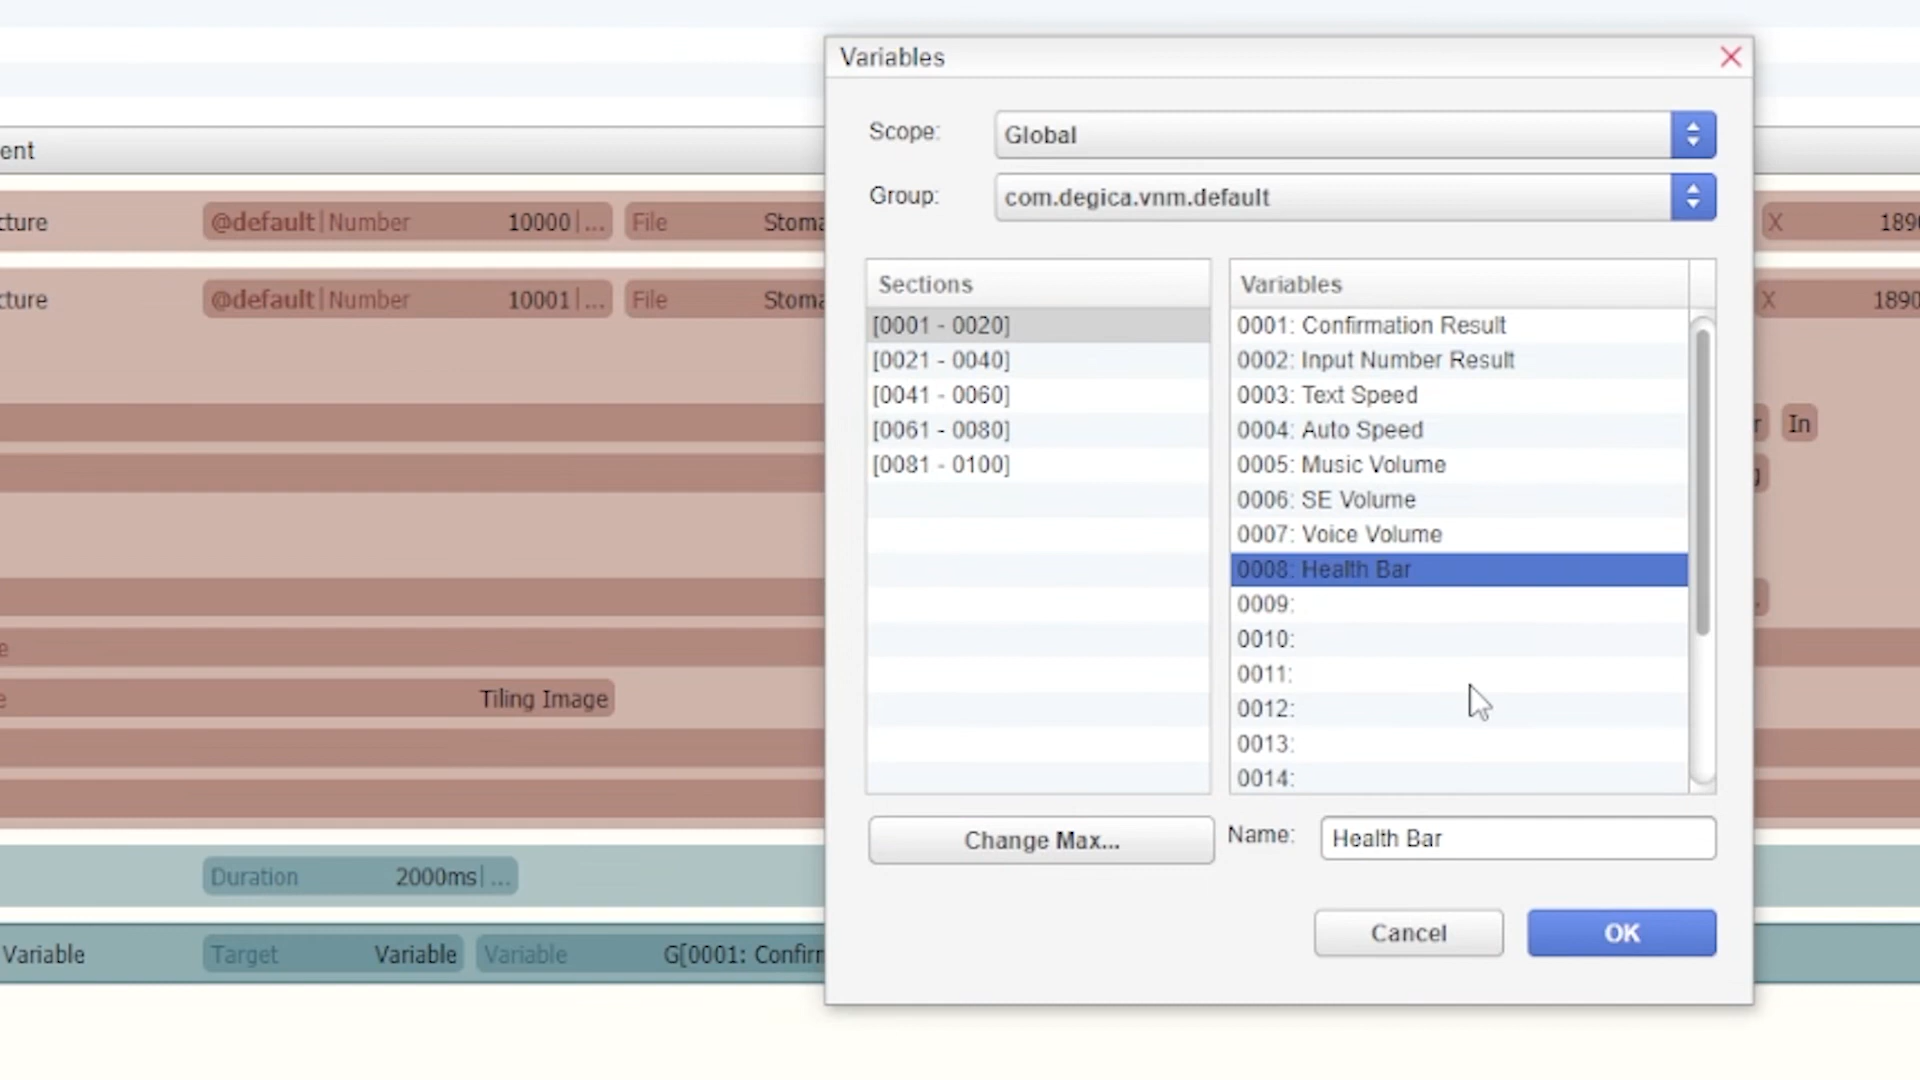 Variables
Scope: Global
Group: com.degica.vnm.default
Sections
[0001 - 0020]
[0021 - 0040]
[0041 - 0060]
[0061 - 0080]
[0081 - 0100]
Variables
0001: Confirmation Result
0002: Input Number Result
0003: Text Speed
0004: Auto Speed
0005: Music Volume
0006: SE Volume
0007: Voice Volume
0008: Health Bar
0009:
0010:
0011:
0012:
0013:
0014:
Change Max...
Name: Health Bar
Cancel
OK
ent
cture @default|Number 10000|... File Stoma X 1890
cture @default|Number 10001|... File Stoma X 1890
r In
e
e Tiling Image
Duration 2000ms|...
Variable Target Variable Variable G[0001: Confirm